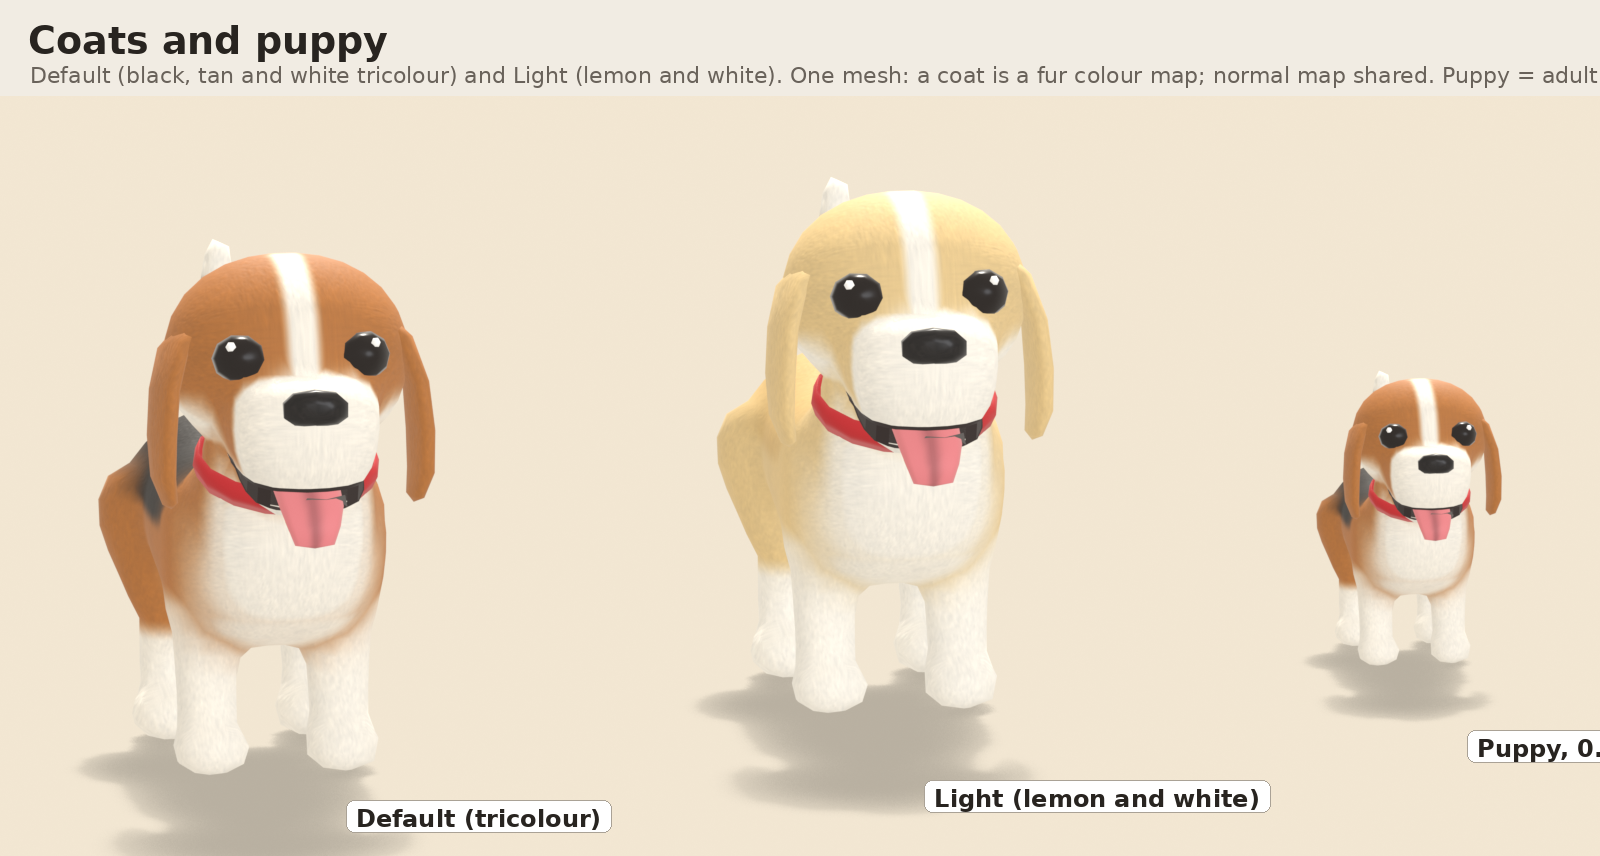 Coats and puppy
Default (black, tan and white tricolour) and Light (lemon and white). One mesh: a coat is a fur colour map; normal map shared. Puppy = adult
Puppy, 0.
Light (lemon and white)
Default (tricolour)